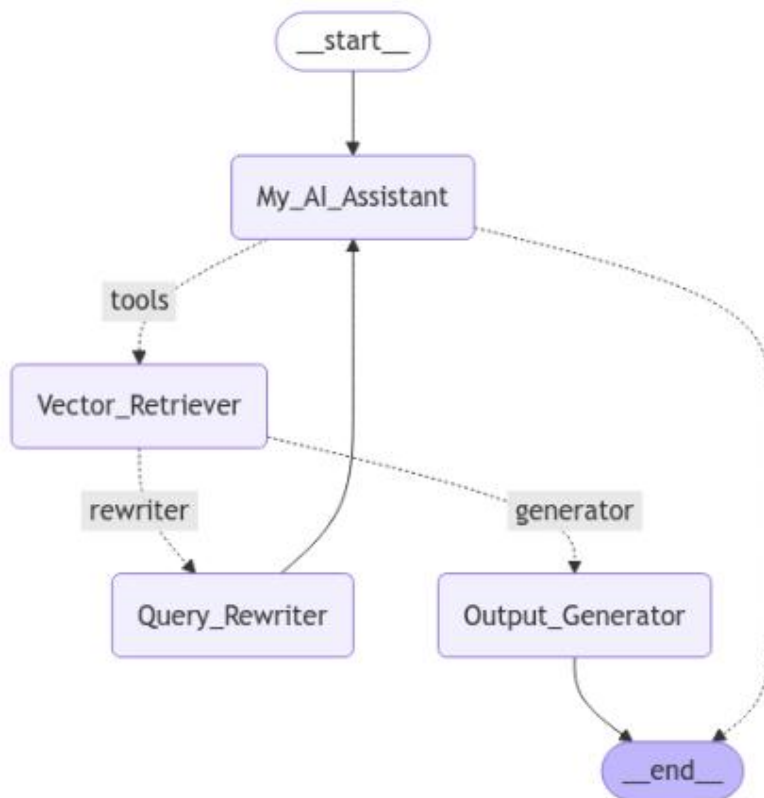 __start__
My_AI_Assistant
tools
Vector_Retriever
rewriter
generator
Query_Rewriter
Output_Generator
__end__